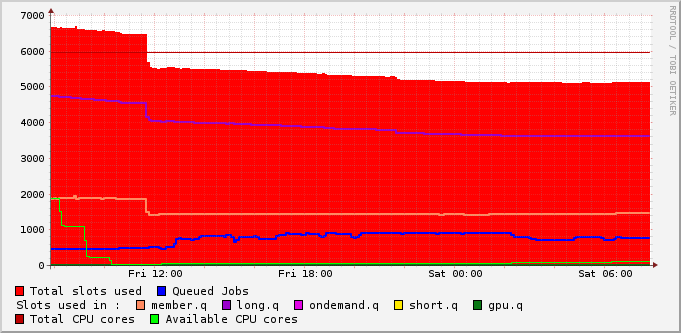 7000
6000
5000
4000
3000
2000
1000
0
Fri 12:00 Fri 18:00 Sat 00:00 Sat 06:00
RRDTOOL / TOBI OETIKER
Total slots used Queued Jobs
Slots used in : member.q long.q ondemand.q short.q gpu.q
Total CPU cores Available CPU cores